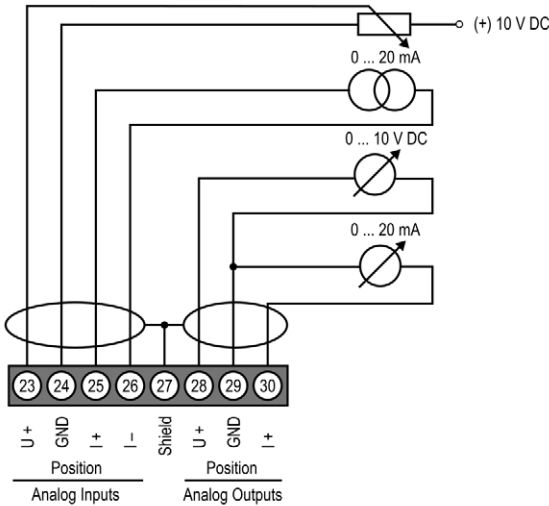 (+) 10 V DC
0 ... 20 mA
0 ... 10 V DC
0 ... 20 mA
23 24 25 26 27 28 29 30
U + GND I + I – Shield U + GND I +
Position Position
Analog Inputs Analog Outputs